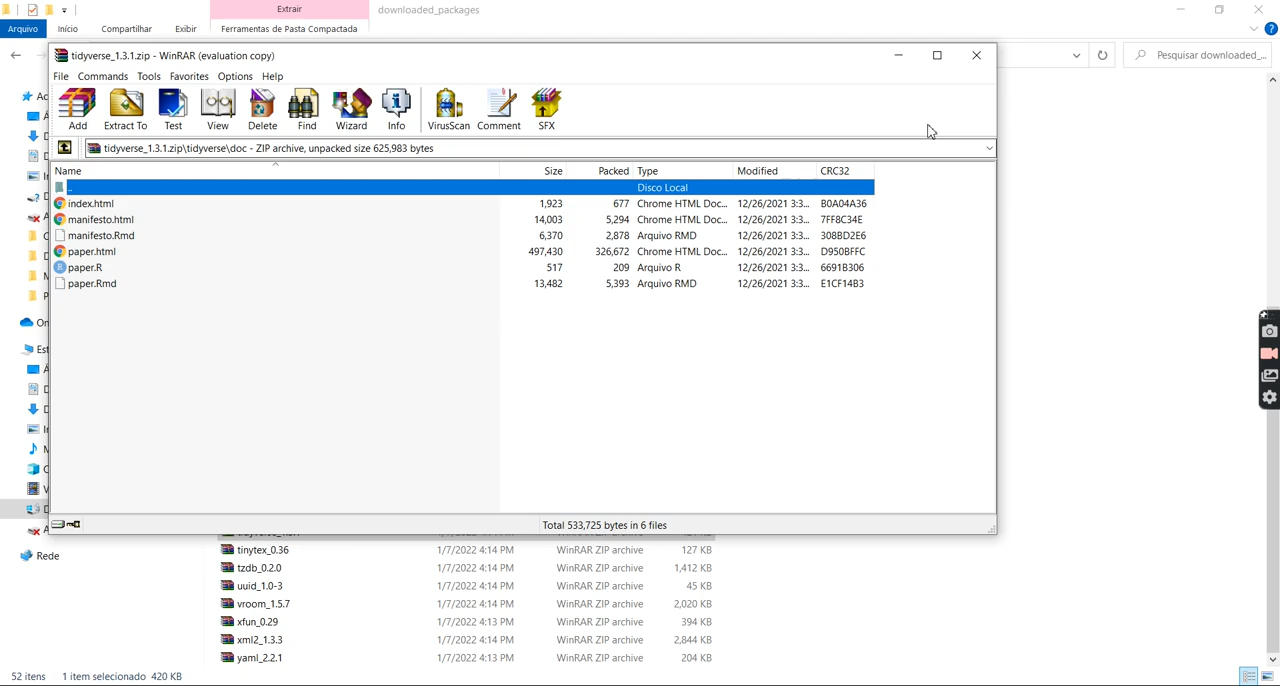 Extrair
downloaded_packages
Arquivo Início Compartilhar Exibir Ferramentas de Pasta Compactada
tidyverse_1.3.1.zip - WinRAR (evaluation copy)
Pesquisar downloaded_...
File Commands Tools Favorites Options Help
Add Extract To Test View Delete Find Wizard Info VirusScan Comment SFX
tidyverse_1.3.1.zip\tidyverse\doc - ZIP archive, unpacked size 625,983 bytes
Name Size Packed Type Modified CRC32
.. Disco Local
index.html 1,923 677 Chrome HTML Doc... 12/26/2021 3:3... B0A04A36
manifesto.html 14,003 5,294 Chrome HTML Doc... 12/26/2021 3:3... 7FF8C34E
manifesto.Rmd 6,370 2,878 Arquivo RMD 12/26/2021 3:3... 308BD2E6
paper.html 497,430 326,672 Chrome HTML Doc... 12/26/2021 3:3... D950BFFC
paper.R 517 209 Arquivo R 12/26/2021 3:3... 6691B306
paper.Rmd 13,482 5,393 Arquivo RMD 12/26/2021 3:3... E1CF14B3
Total 533,725 bytes in 6 files
tinytex_0.36 1/7/2022 4:14 PM WinRAR ZIP archive 127 KB
Rede
tzdb_0.2.0 1/7/2022 4:14 PM WinRAR ZIP archive 1,412 KB
uuid_1.0-3 1/7/2022 4:14 PM WinRAR ZIP archive 45 KB
vroom_1.5.7 1/7/2022 4:14 PM WinRAR ZIP archive 2,020 KB
xfun_0.29 1/7/2022 4:13 PM WinRAR ZIP archive 394 KB
xml2_1.3.3 1/7/2022 4:14 PM WinRAR ZIP archive 2,844 KB
yaml_2.2.1 1/7/2022 4:13 PM WinRAR ZIP archive 204 KB
52 itens 1 item selecionado 420 KB